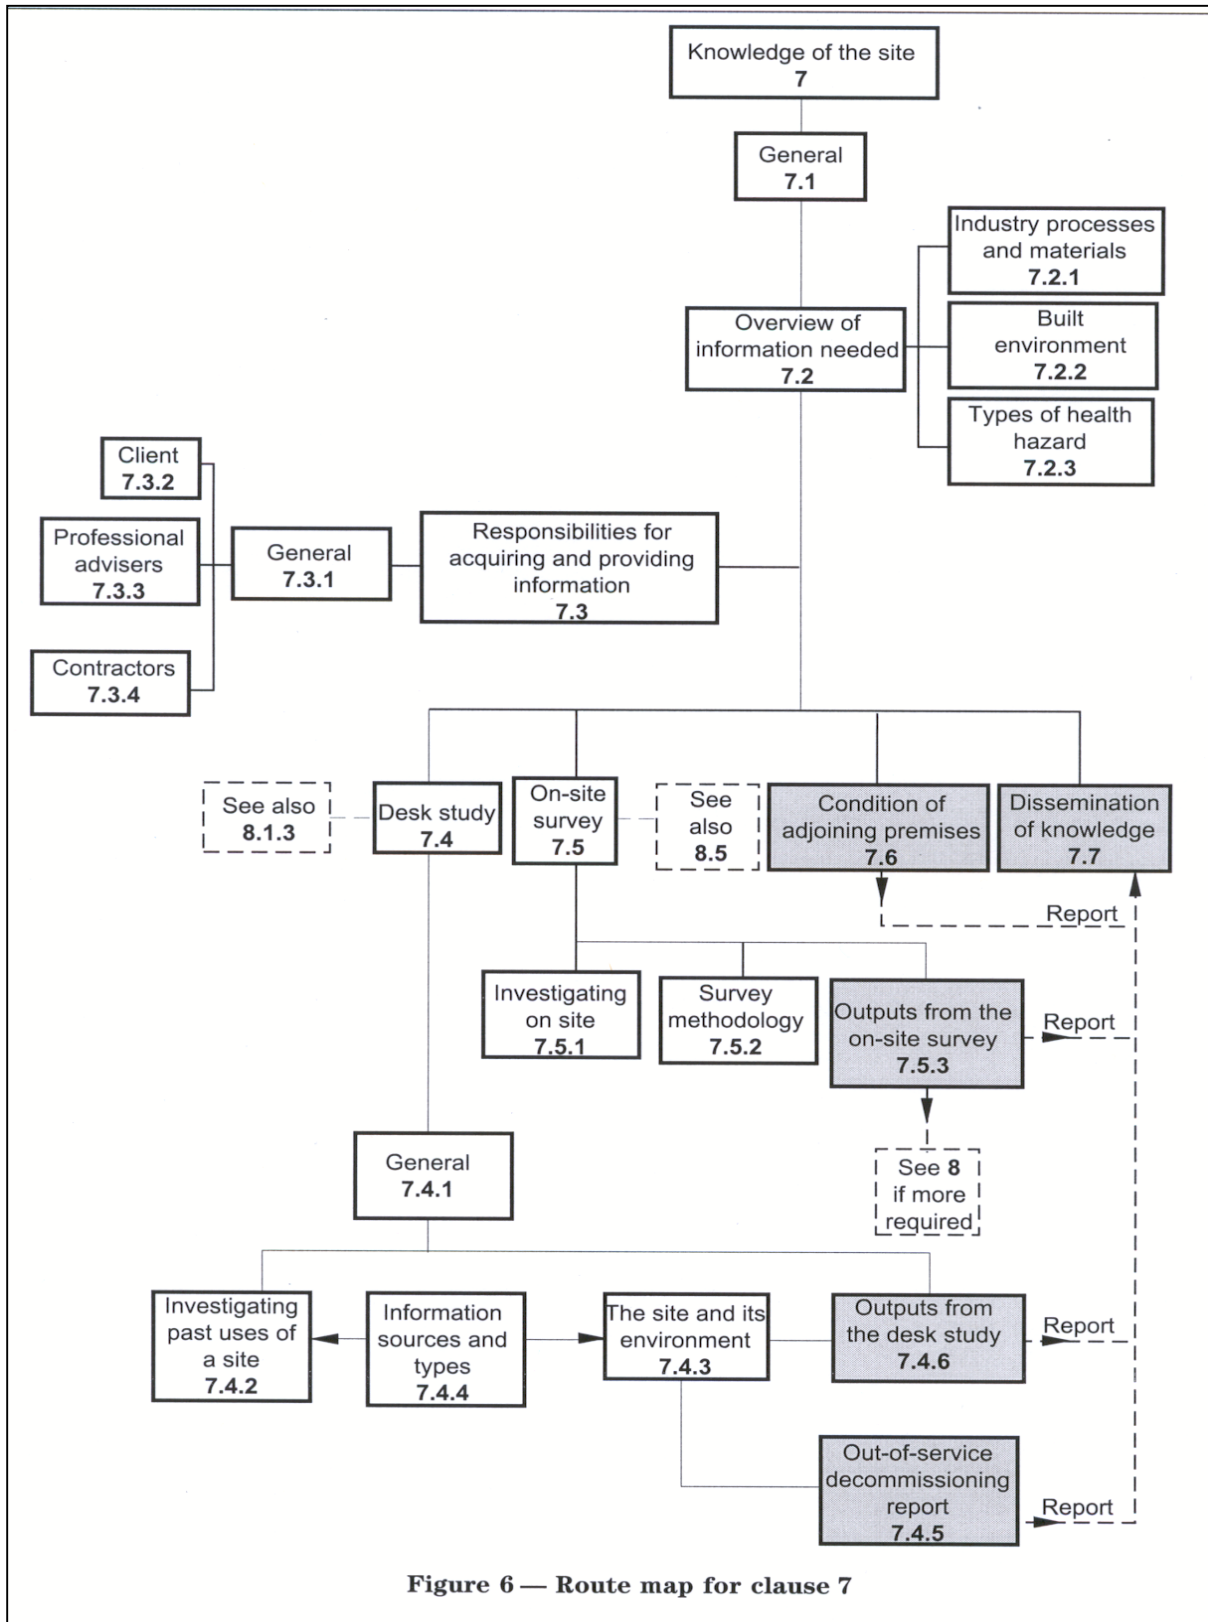 Knowledge of the site
7
General
7.1
Industry processes
and materials
7.2.1
Overview of
information needed
7.2
Built
environment
7.2.2
Types of health
hazard
7.2.3
Client
7.3.2
Professional
advisers
7.3.3
General
7.3.1
Responsibilities for
acquiring and providing
information
7.3
Contractors
7.3.4
See also
8.1.3
Desk study
7.4
On-site
survey
7.5
See
also
8.5
Condition of
adjoining premises
7.6
Dissemination
of knowledge
7.7
Report
Investigating
on site
7.5.1
Survey
methodology
7.5.2
Outputs from the
on-site survey
7.5.3
Report
General
7.4.1
See 8
if more
required
Investigating
past uses of
a site
7.4.2
Information
sources and
types
7.4.4
The site and its
environment
7.4.3
Outputs from
the desk study
7.4.6
Report
Out-of-service
decommissioning
report
7.4.5
Report
Figure 6 — Route map for clause 7